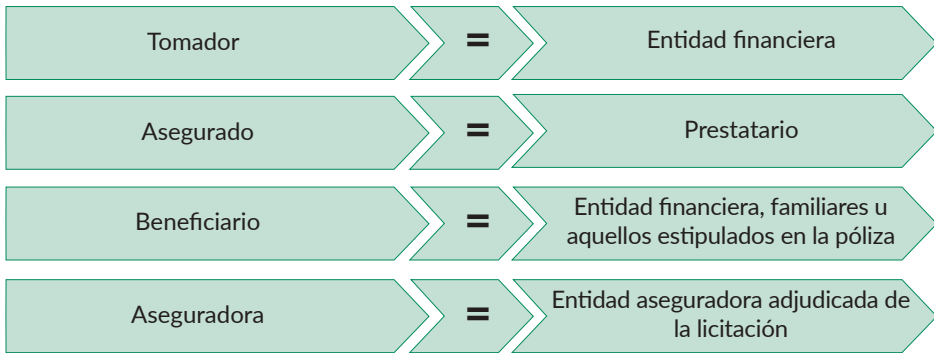 Tomador = Entidad financiera
Asegurado = Prestatario
Beneficiario = Entidad financiera, familiares u
aquellos estipulados en la póliza
Aseguradora = Entidad aseguradora adjudicada de
la licitación